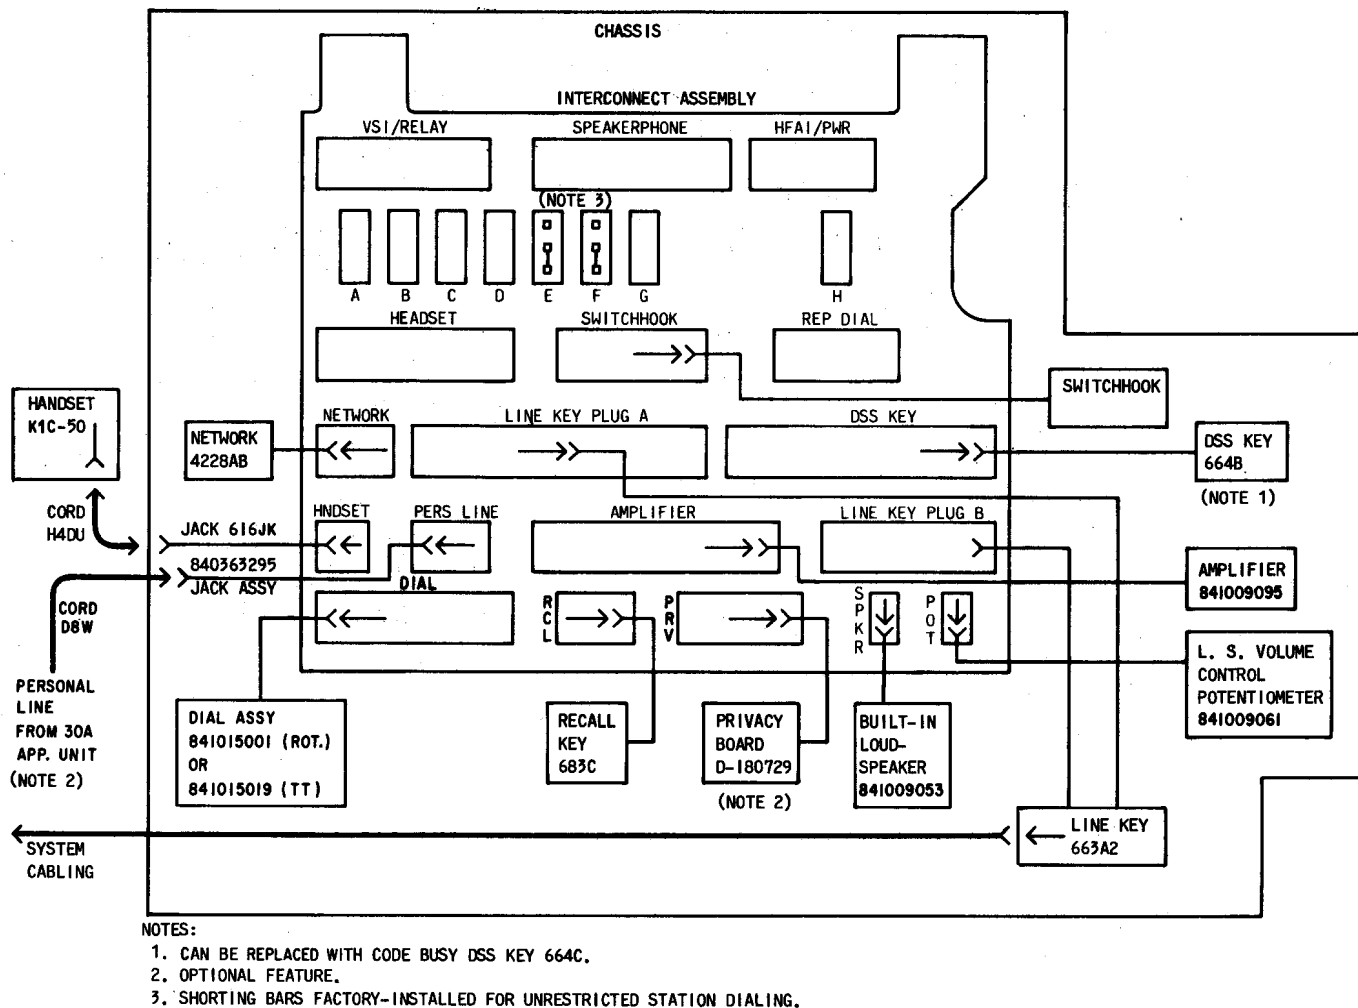 CHASSIS
INTERCONNECT ASSEMBLY
VSI/RELAY
SPEAKERPHONE
HFAI/PWR
(NOTE 3)
A
B
C
D
E
F
G
H
HEADSET
SWITCHHOOK
REP DIAL
SWITCHHOOK
HANDSET
K1C-50
NETWORK
4228AB
NETWORK
LINE KEY PLUG A
DSS KEY
DSS KEY
664B
(NOTE 1)
CORD
H4DU
JACK 616JK
HNDSET
PERS LINE
AMPLIFIER
LINE KEY PLUG B
840363295
JACK ASSY
CORD
D8W
DIAL
RCL
PRV
SPKR
POT
AMPLIFIER
841009095
L. S. VOLUME
CONTROL
POTENTIOMETER
841009061
PERSONAL
LINE
FROM 30A
APP. UNIT
(NOTE 2)
DIAL ASSY
841015001 (ROT.)
OR
841015019 (TT)
RECALL
KEY
683C
PRIVACY
BOARD
D-180729
(NOTE 2)
BUILT-IN
LOUD-
SPEAKER
841009053
LINE KEY
663A2
SYSTEM
CABLING
NOTES:
1. CAN BE REPLACED WITH CODE BUSY DSS KEY 664C.
2. OPTIONAL FEATURE.
3. SHORTING BARS FACTORY-INSTALLED FOR UNRESTRICTED STATION DIALING.